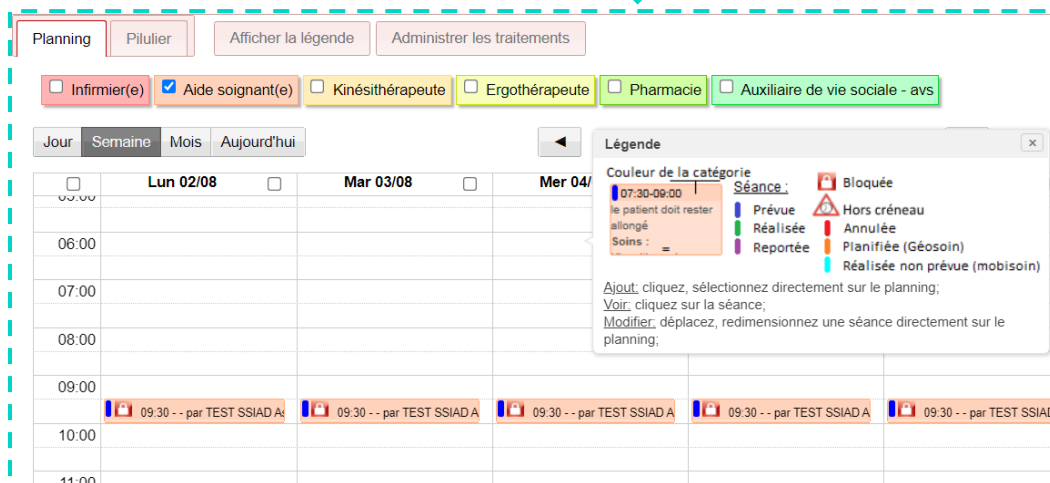 Planning Pilulier Afficher la légende Administrer les traitements
Infirmier(e) Aide soignant(e) Kinésithérapeute Ergothérapeute Pharmacie Auxiliaire de vie sociale - avs
Jour Semaine Mois Aujourd'hui ◄
Légende ×
Couleur de la catégorie
07:30-09:00
le patient doit rester
allongé
Soins :
Séance :
Prévue
Réalisée
Reportée
Bloquée
Hors créneau
Annulée
Planifiée (Géosoin)
Réalisée non prévue (mobisoin)
Ajout: cliquez, sélectionnez directement sur le planning;
Voir: cliquez sur la séance;
Modifier: déplacez, redimensionnez une séance directement sur le
planning;
Lun 02/08 Mar 03/08 Mer 04/
06:00
07:00
08:00
09:00
09:30 - - par TEST SSIAD 09:30 - - par TEST SSIAD A 09:30 - - par TEST SSIAD A 09:30 - - par TEST SSIAD A 09:30 - - par TEST SSIAD
10:00
11:00